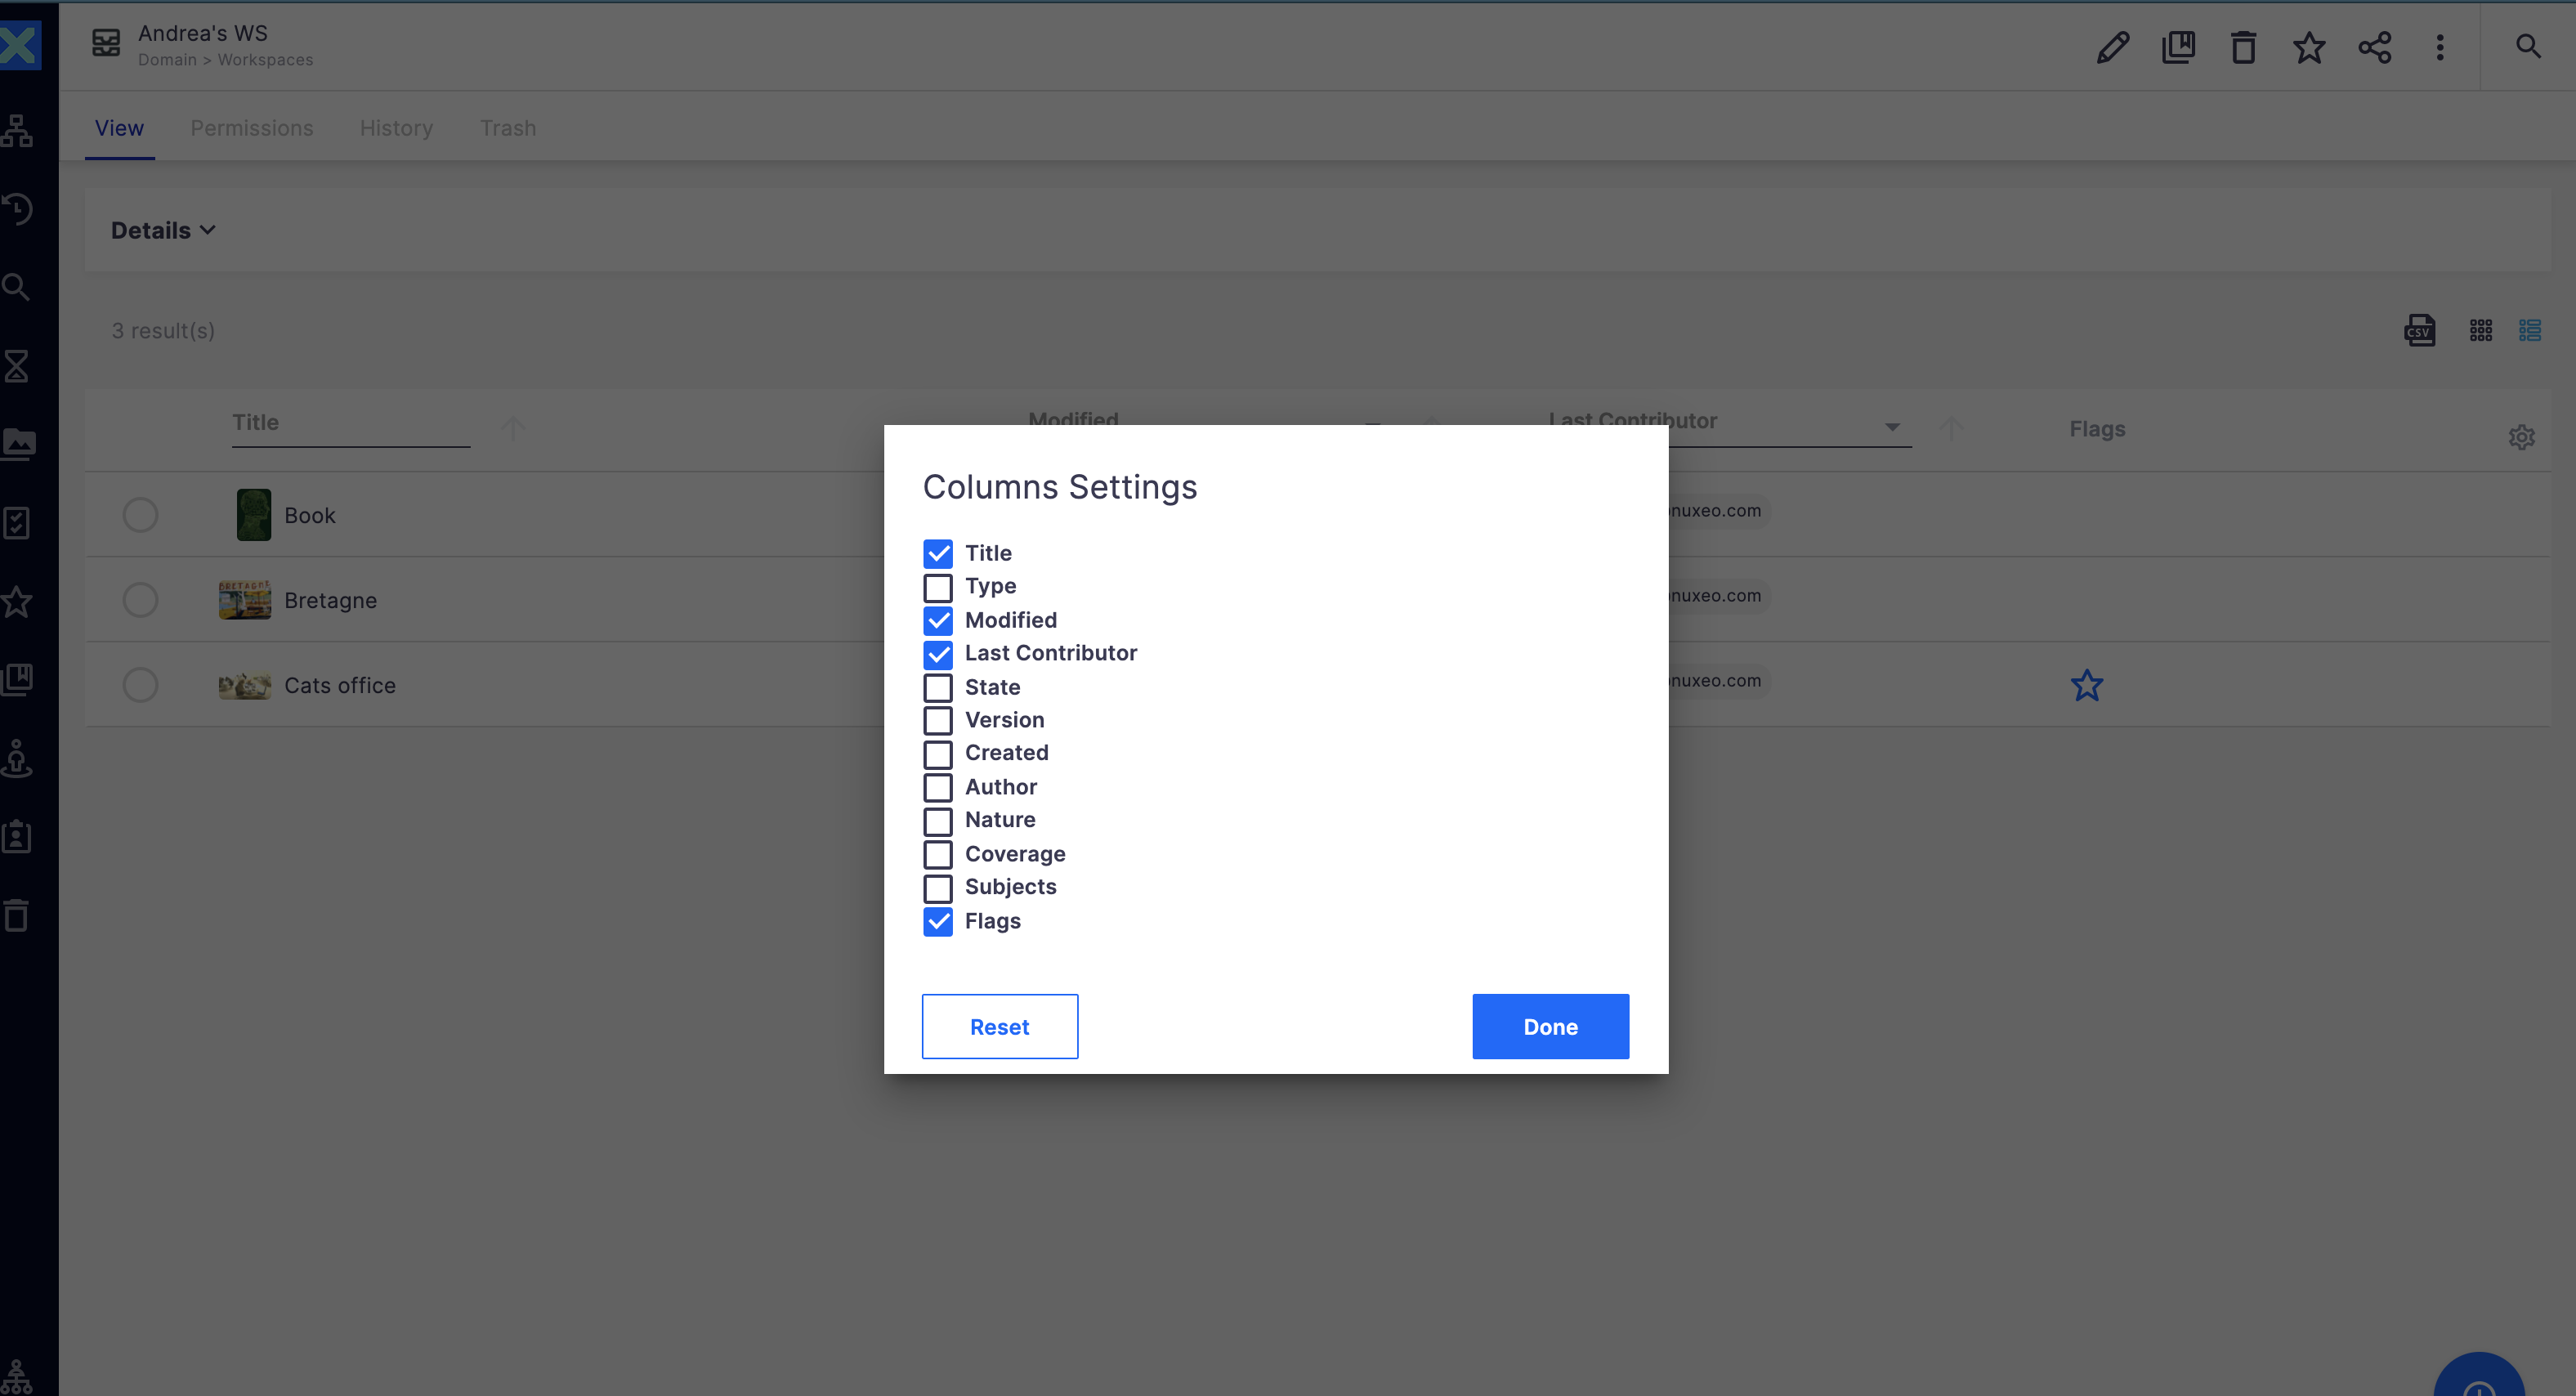 Andrea's WS
Domain > Workspaces
View Permissions History Trash
Details
3 result(s)
CSV
Title Modified Last Contributor Flags
Book nuxeo.com
BRETAGNE
Bretagne nuxeo.com
Cats office nuxeo.com
Columns Settings
Title
Type
Modified
Last Contributor
State
Version
Created
Author
Nature
Coverage
Subjects
Flags
Reset Done